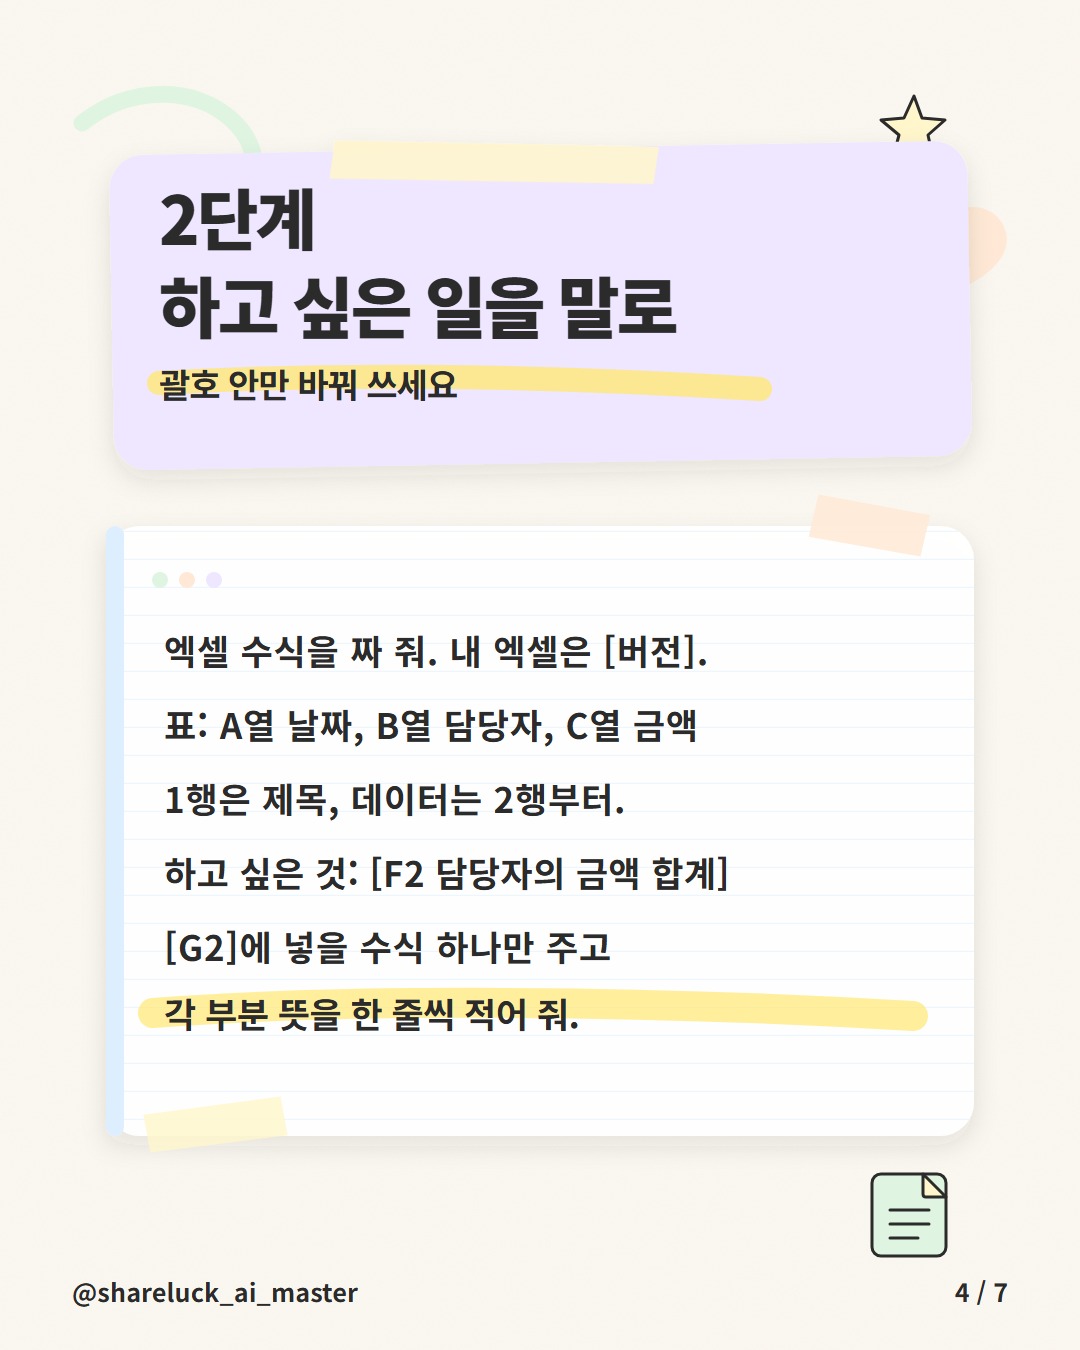 2단계
하고 싶은 일을 말로
괄호 안만 바꿔 쓰세요
엑셀 수식을 짜 줘. 내 엑셀은 [버전].
표: A열 날짜, B열 담당자, C열 금액
1행은 제목, 데이터는 2행부터.
하고 싶은 것: [F2 담당자의 금액 합계]
[G2]에 넣을 수식 하나만 주고
각 부분 뜻을 한 줄씩 적어 줘.
@shareluck_ai_master
4 / 7